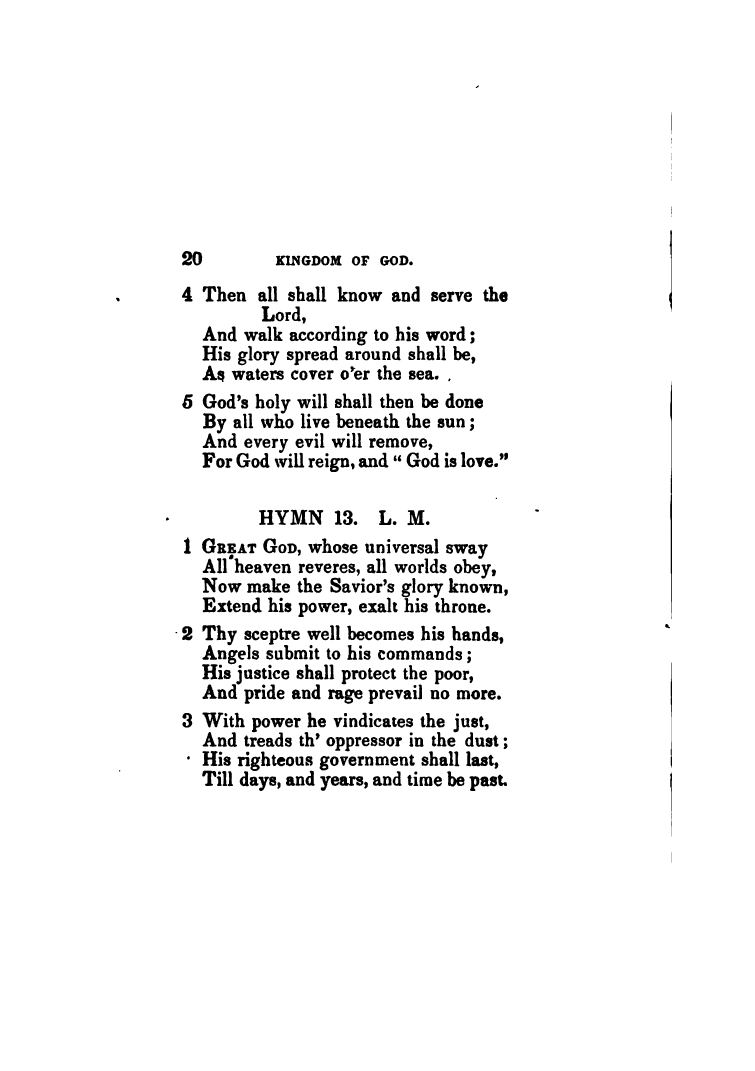 20 KINGDOM OF GOD.
4 Then all shall know and serve the
Lord,
And walk according to his word;
His glory spread around shall be,
As waters cover o'er the sea.
5 God's holy will shall then be done
By all who live beneath the sun;
And every evil will remove,
For God will reign, and " God is love."
HYMN 13. L. M.
1 GREAT GOD, whose universal sway
All heaven reveres, all worlds obey,
Now make the Savior's glory known,
Extend his power, exalt his throne.
2 Thy sceptre well becomes his hands,
Angels submit to his commands;
His justice shall protect the poor,
And pride and rage prevail no more.
3 With power he vindicates the just,
And treads th' oppressor in the dust;
His righteous government shall last,
Till days, and years, and time be past.